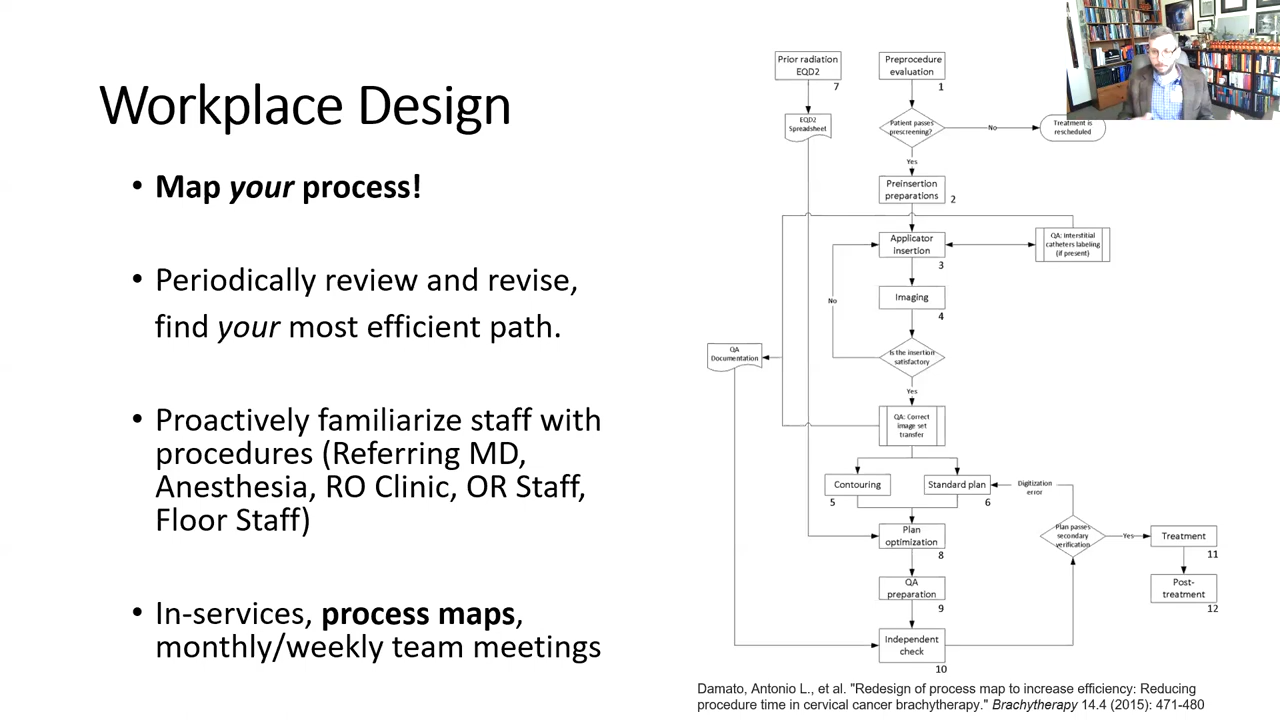 Workplace Design
• Map your process!
• Periodically review and revise,
find your most efficient path.
• Proactively familiarize staff with
procedures (Referring MD,
Anesthesia, RO Clinic, OR Staff,
Floor Staff)
• In-services, process maps,
monthly/weekly team meetings
Prior radiation
EQD2
7
Preprocedure
evaluation
1
EQD2
Spreadsheet
Patient passes
prescreening?
No
Treatment is
rescheduled
Yes
Preinsertion
preparations
2
Applicator
insertion
3
QA: Interstitial
catheters labeling
(if present)
Imaging
4
No
QA
Documentation
Is the insertion
satisfactory
Yes
QA: Correct
image set
transfer
Contouring
5
Standard plan
6
Digitization
error
Plan
optimization
8
Plan passes
secondary
verification
Yes
Treatment
11
QA
preparation
9
Post-
treatment
12
Independent
check
10
Damato, Antonio L., et al. "Redesign of process map to increase efficiency: Reducing
procedure time in cervical cancer brachytherapy." Brachytherapy 14.4 (2015): 471-480